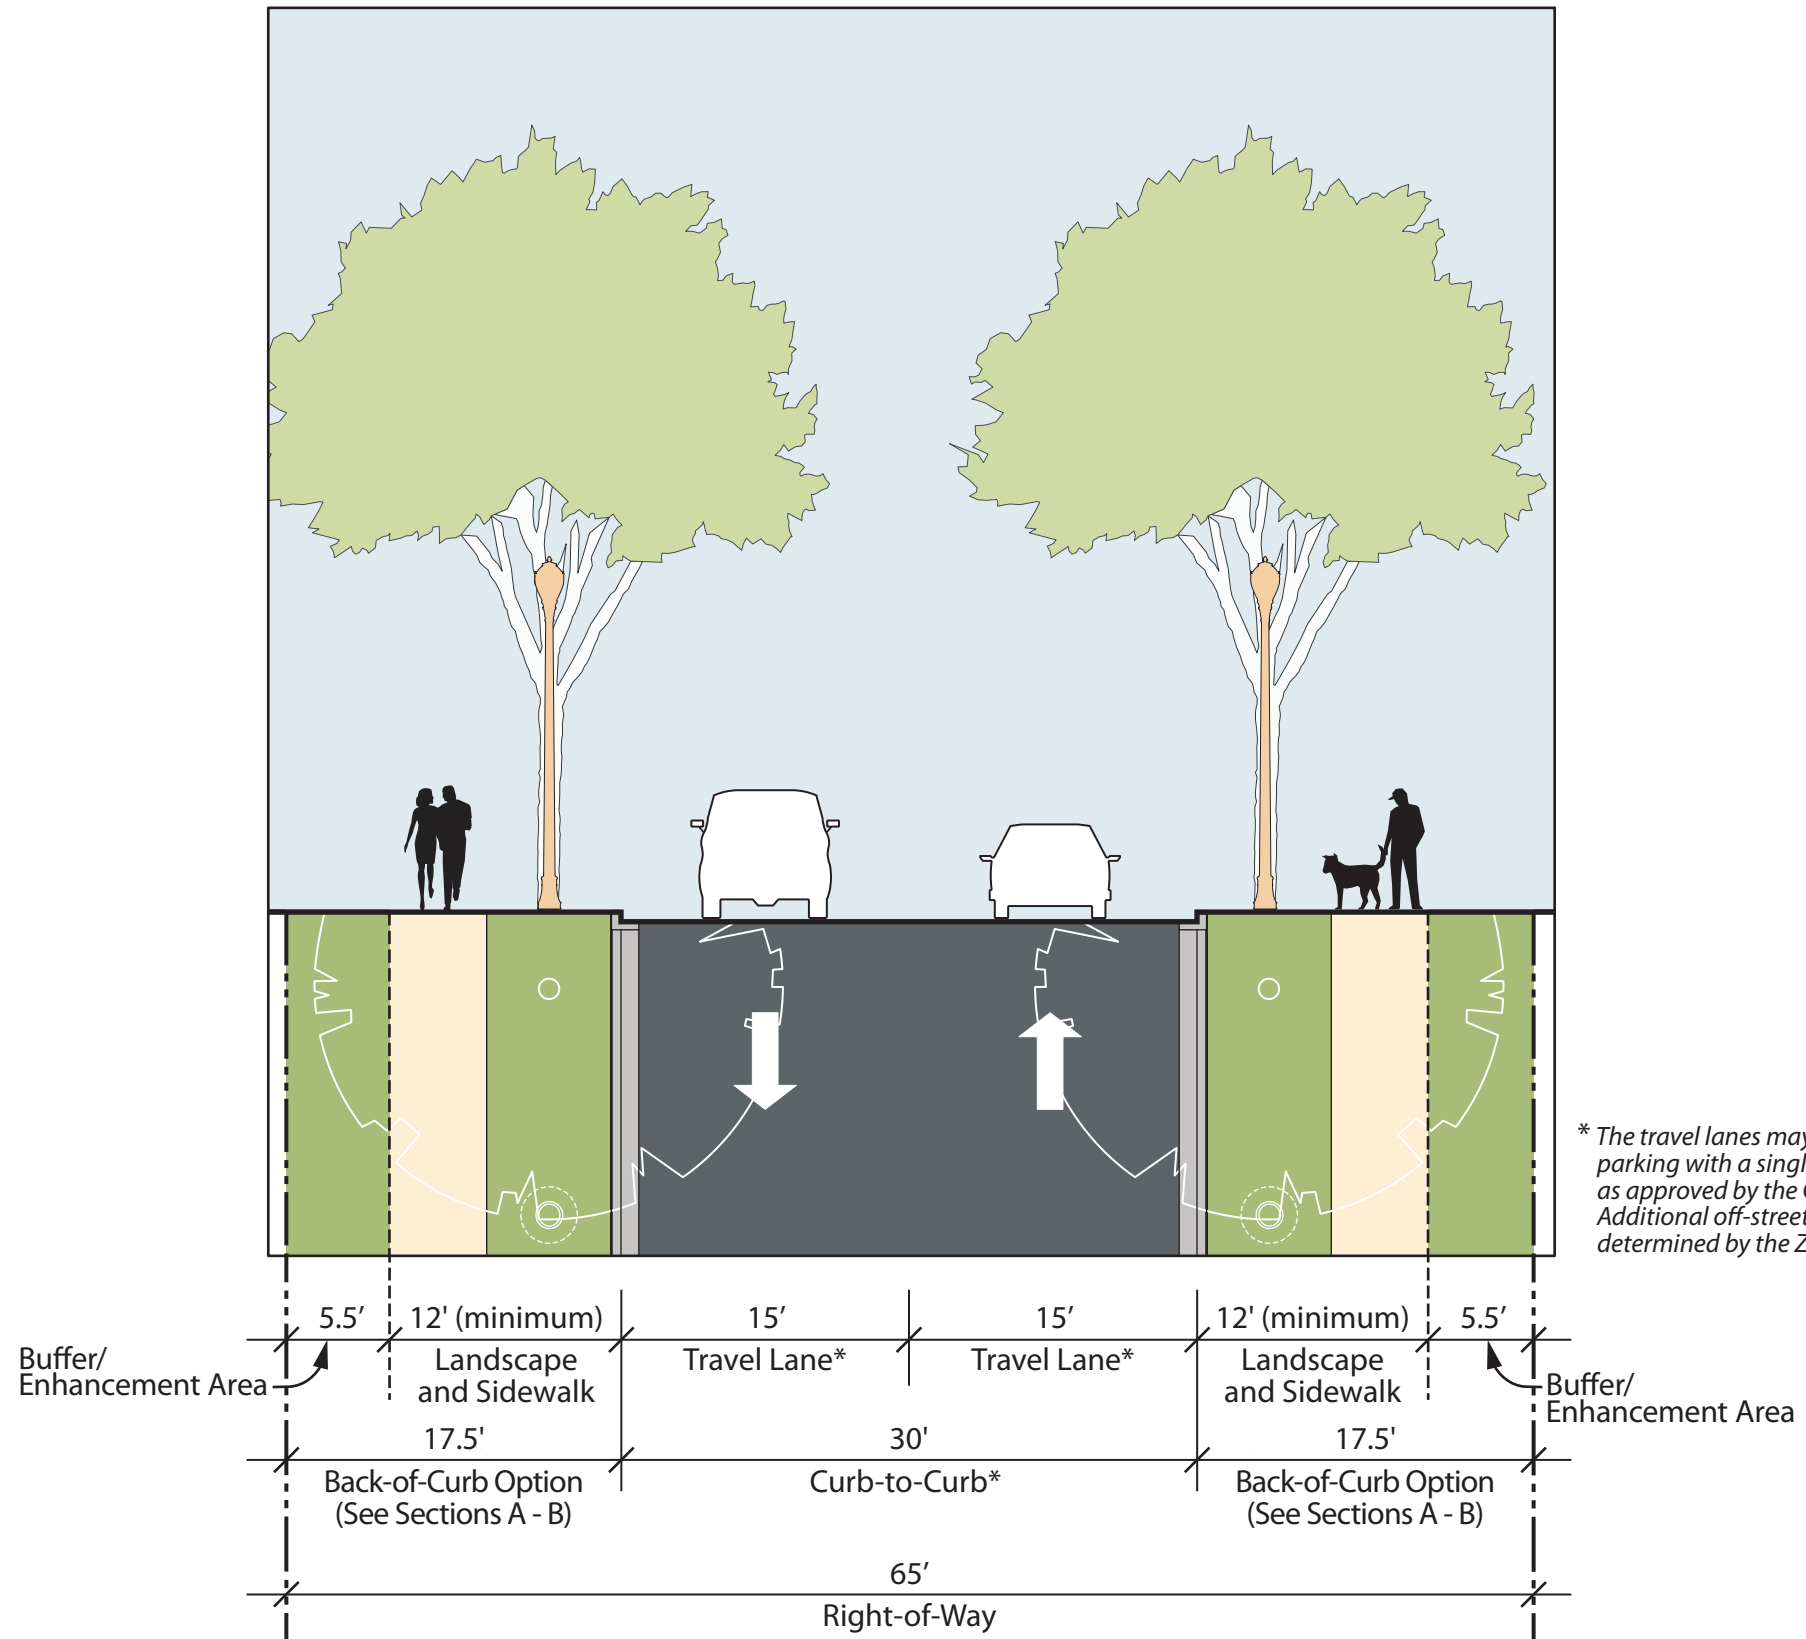 * The travel lanes may
parking with a singl
as approved by the
Additional off-street
determined by the
5.5’ 12' (minimum) 15’ 15’ 12' (minimum) 5.5’
Buffer/
Enhancement Area
Landscape
and Sidewalk
Travel Lane*
Travel Lane*
Landscape
and Sidewalk
Buffer/
Enhancement Area
17.5' 30' 17.5'
Back-of-Curb Option
(See Sections A - B)
Curb-to-Curb*
Back-of-Curb Option
(See Sections A - B)
65’
Right-of-Way